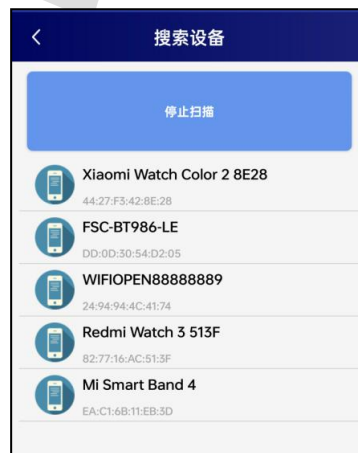 搜索设备
停止扫描
Xiaomi Watch Color 2 8E28
44:27:F3:42:8E:28
FSC-BT986-LE
DD:0D:30:54:D2:05
WIFIOPEN88888889
24:94:94:4C:41:74
Redmi Watch 3 513F
82:77:16:AC:51:3F
Mi Smart Band 4
EA:C1:6B:11:EB:3D